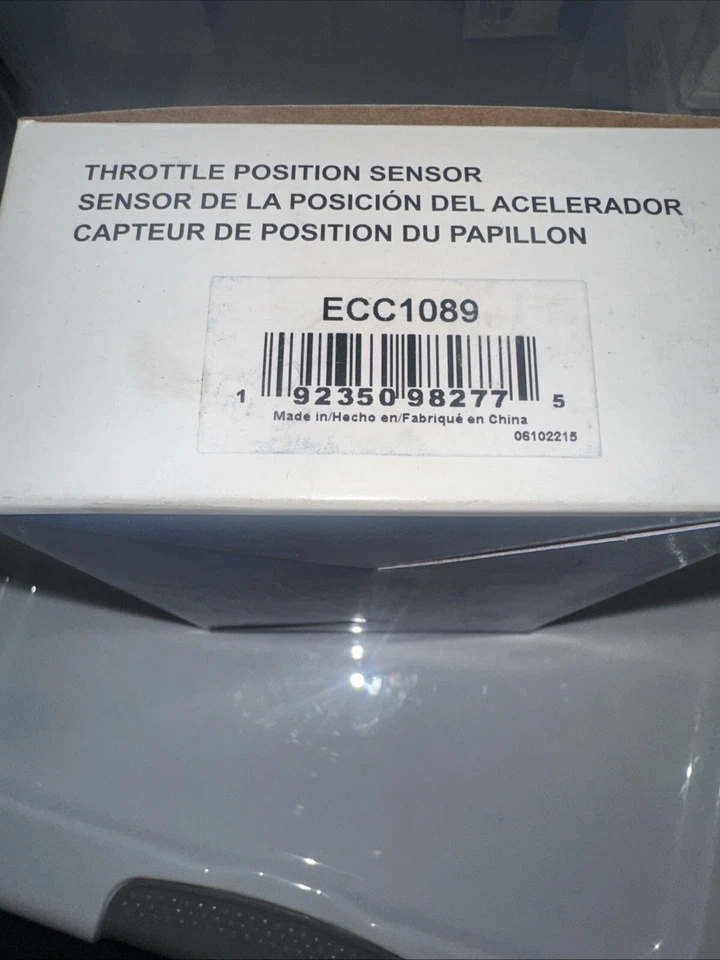 THROTTLE POSITION SENSOR
SENSOR DE LA POSICIÓN DEL ACELERADOR
CAPTEUR DE POSITION DU PAPILLON
ECC1089
1 92350 98277 5
Made in/Hecho en/Fabriqué en China
06102215